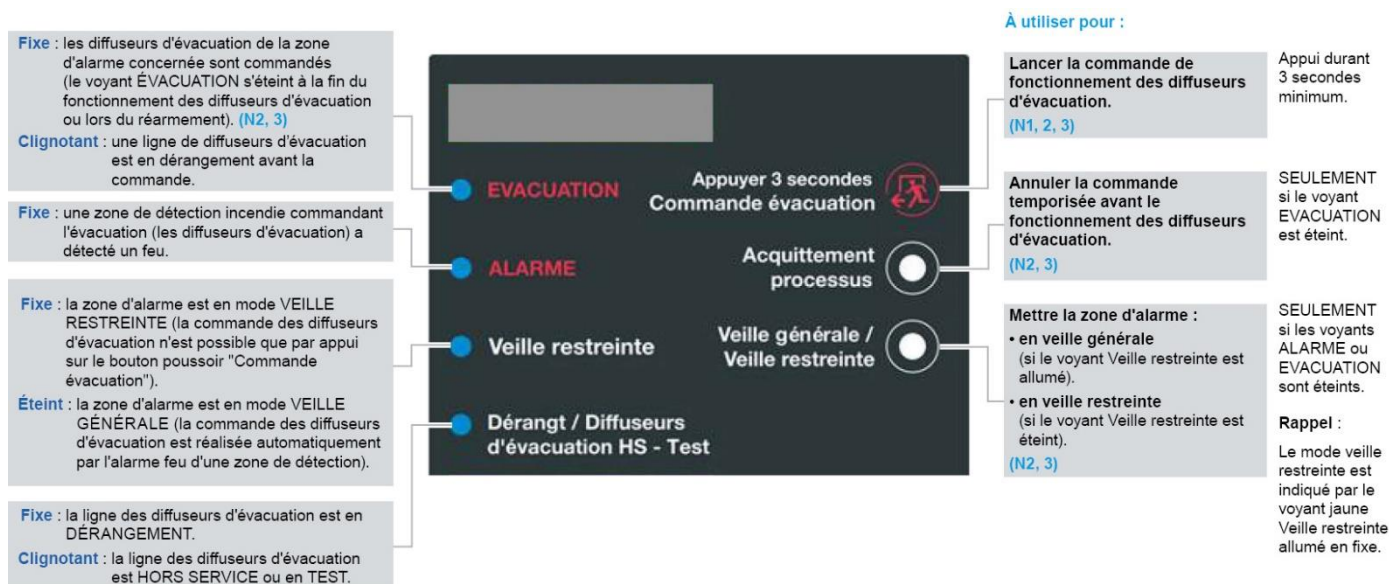 Fixe : les diffuseurs d'évacuation de la zone
d'alarme concernée sont commandés
(le voyant ÉVACUATION s'éteint à la fin du
fonctionnement des diffuseurs d'évacuation
ou lors du réarmement). (N2, 3)
Clignotant : une ligne de diffuseurs d'évacuation
est en dérangement avant la
commande.
Fixe : une zone de détection incendie commandant
l'évacuation (les diffuseurs d'évacuation) a
détecté un feu.
Fixe : la zone d'alarme est en mode VEILLE
RESTREINTE (la commande des diffuseurs
d'évacuation n'est possible que par appui
sur le bouton poussoir "Commande
évacuation").
Éteint : la zone d'alarme est en mode VEILLE
GÉNÉRALE (la commande des diffuseurs
d'évacuation est réalisée automatiquement
par l'alarme feu d'une zone de détection).
Fixe : la ligne des diffuseurs d'évacuation est en
DÉRANGEMENT.
Clignotant : la ligne des diffuseurs d'évacuation
est HORS SERVICE ou en TEST.
EVACUATION
ALARME
Veille restreinte
Dérangt / Diffuseurs
d'évacuation HS - Test
Appuyer 3 secondes
Commande évacuation
Acquittement
processus
Veille générale /
Veille restreinte
À utiliser pour :
Lancer la commande de
fonctionnement des diffuseurs
d'évacuation.
(N1, 2, 3)
Appui durant
3 secondes
minimum.
Annuler la commande
temporisée avant le
fonctionnement des diffuseurs
d'évacuation.
(N2, 3)
SEULEMENT
si le voyant
EVACUATION
est éteint.
Mettre la zone d'alarme :
• en veille générale
(si le voyant Veille restreinte est
allumé).
• en veille restreinte
(si le voyant Veille restreinte est
éteint).
(N2, 3)
SEULEMENT
si les voyants
ALARME ou
EVACUATION
sont éteints.
Rappel :
Le mode veille
restreinte est
indiqué par le
voyant jaune
Veille restreinte
allumé en fixe.